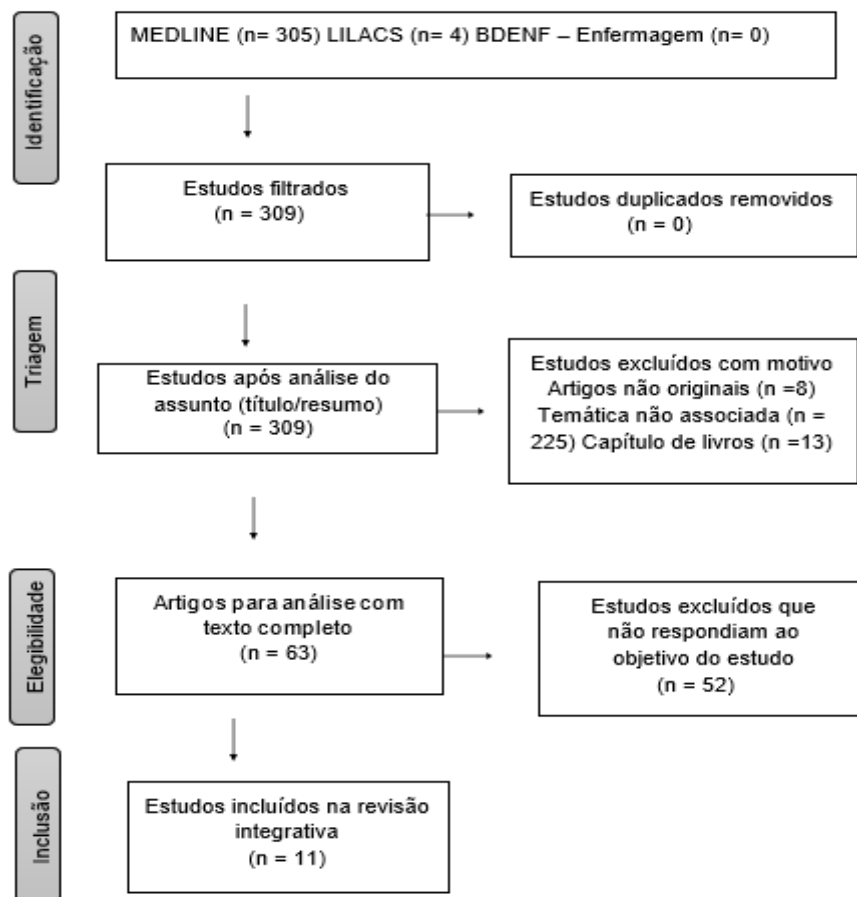 Identificação
MEDLINE (n= 305) LILACS (n= 4) BDENF – Enfermagem (n= 0)
Estudos filtrados
(n = 309)
Estudos duplicados removidos
(n = 0)
Triagem
Estudos após análise do
assunto (título/resumo)
(n = 309)
Estudos excluídos com motivo
Artigos não originais (n =8)
Temática não associada (n =
225) Capítulo de livros (n =13)
Elegibilidade
Artigos para análise com
texto completo
(n = 63)
Estudos excluídos que
não respondiam ao
objetivo do estudo
(n = 52)
Inclusão
Estudos incluídos na revisão
integrativa
(n = 11)